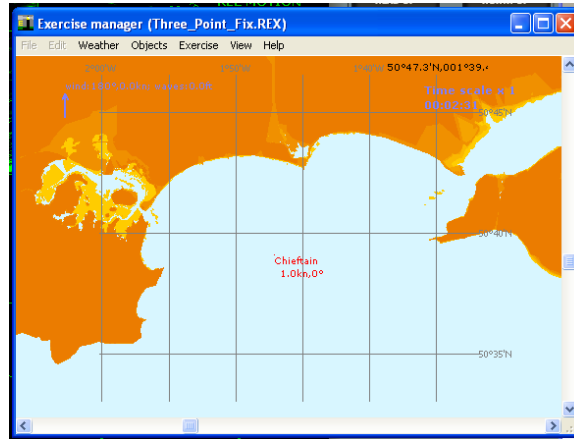 Exercise manager (Three_Point_Fix.REX)
File Edit Weather Objects Exercise View Help
2°00'W 1°50'W 1°40'W 50°47.3'N,001°39.
Time scale x 1
00:02:31
50°45'N
50°40'N
Chieftain
1.0kn,0°
50°35'N